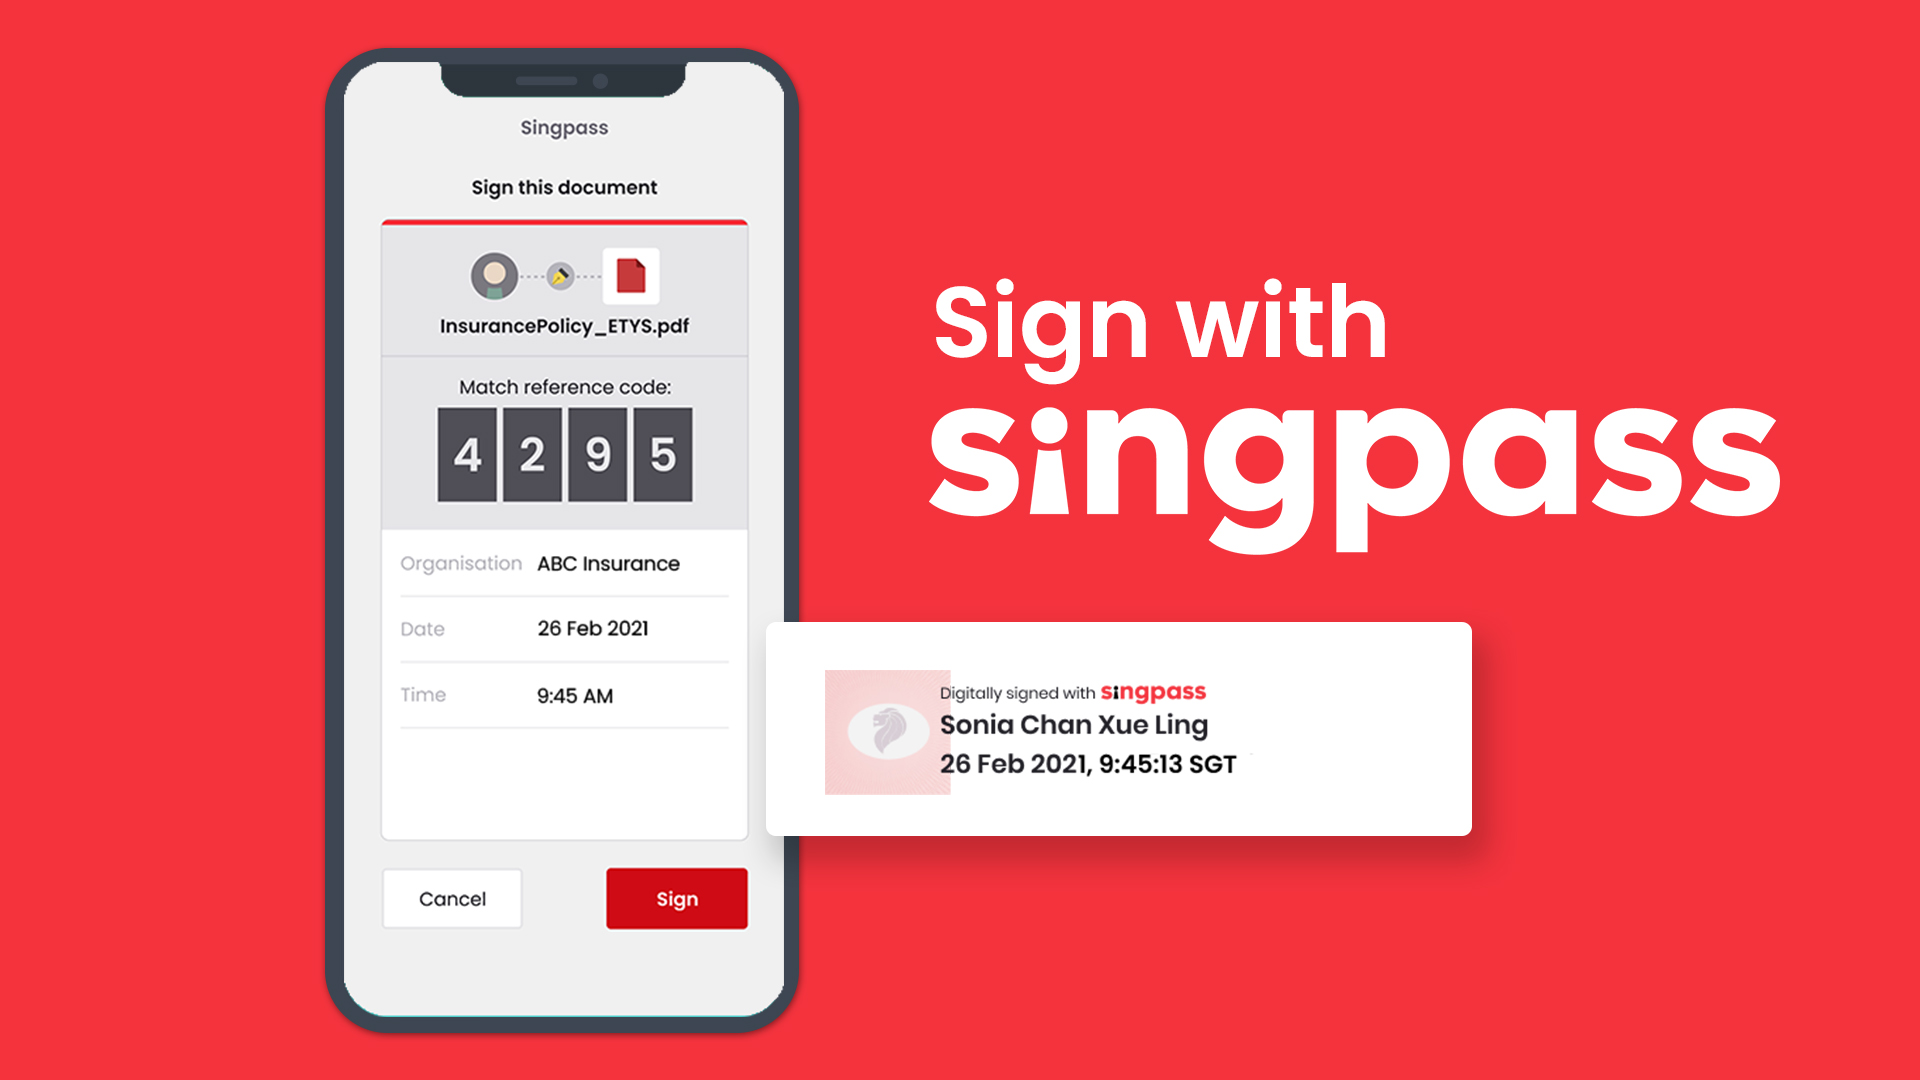 Singpass
Sign this document
InsurancePolicy_ETYS.pdf
Match reference code:
4 2 9 5
Organisation ABC Insurance
Date 26 Feb 2021
Time 9:45 AM
Cancel Sign
Sign with
singpass
Digitally signed with singpass
Sonia Chan Xue Ling
26 Feb 2021, 9:45:13 SGT